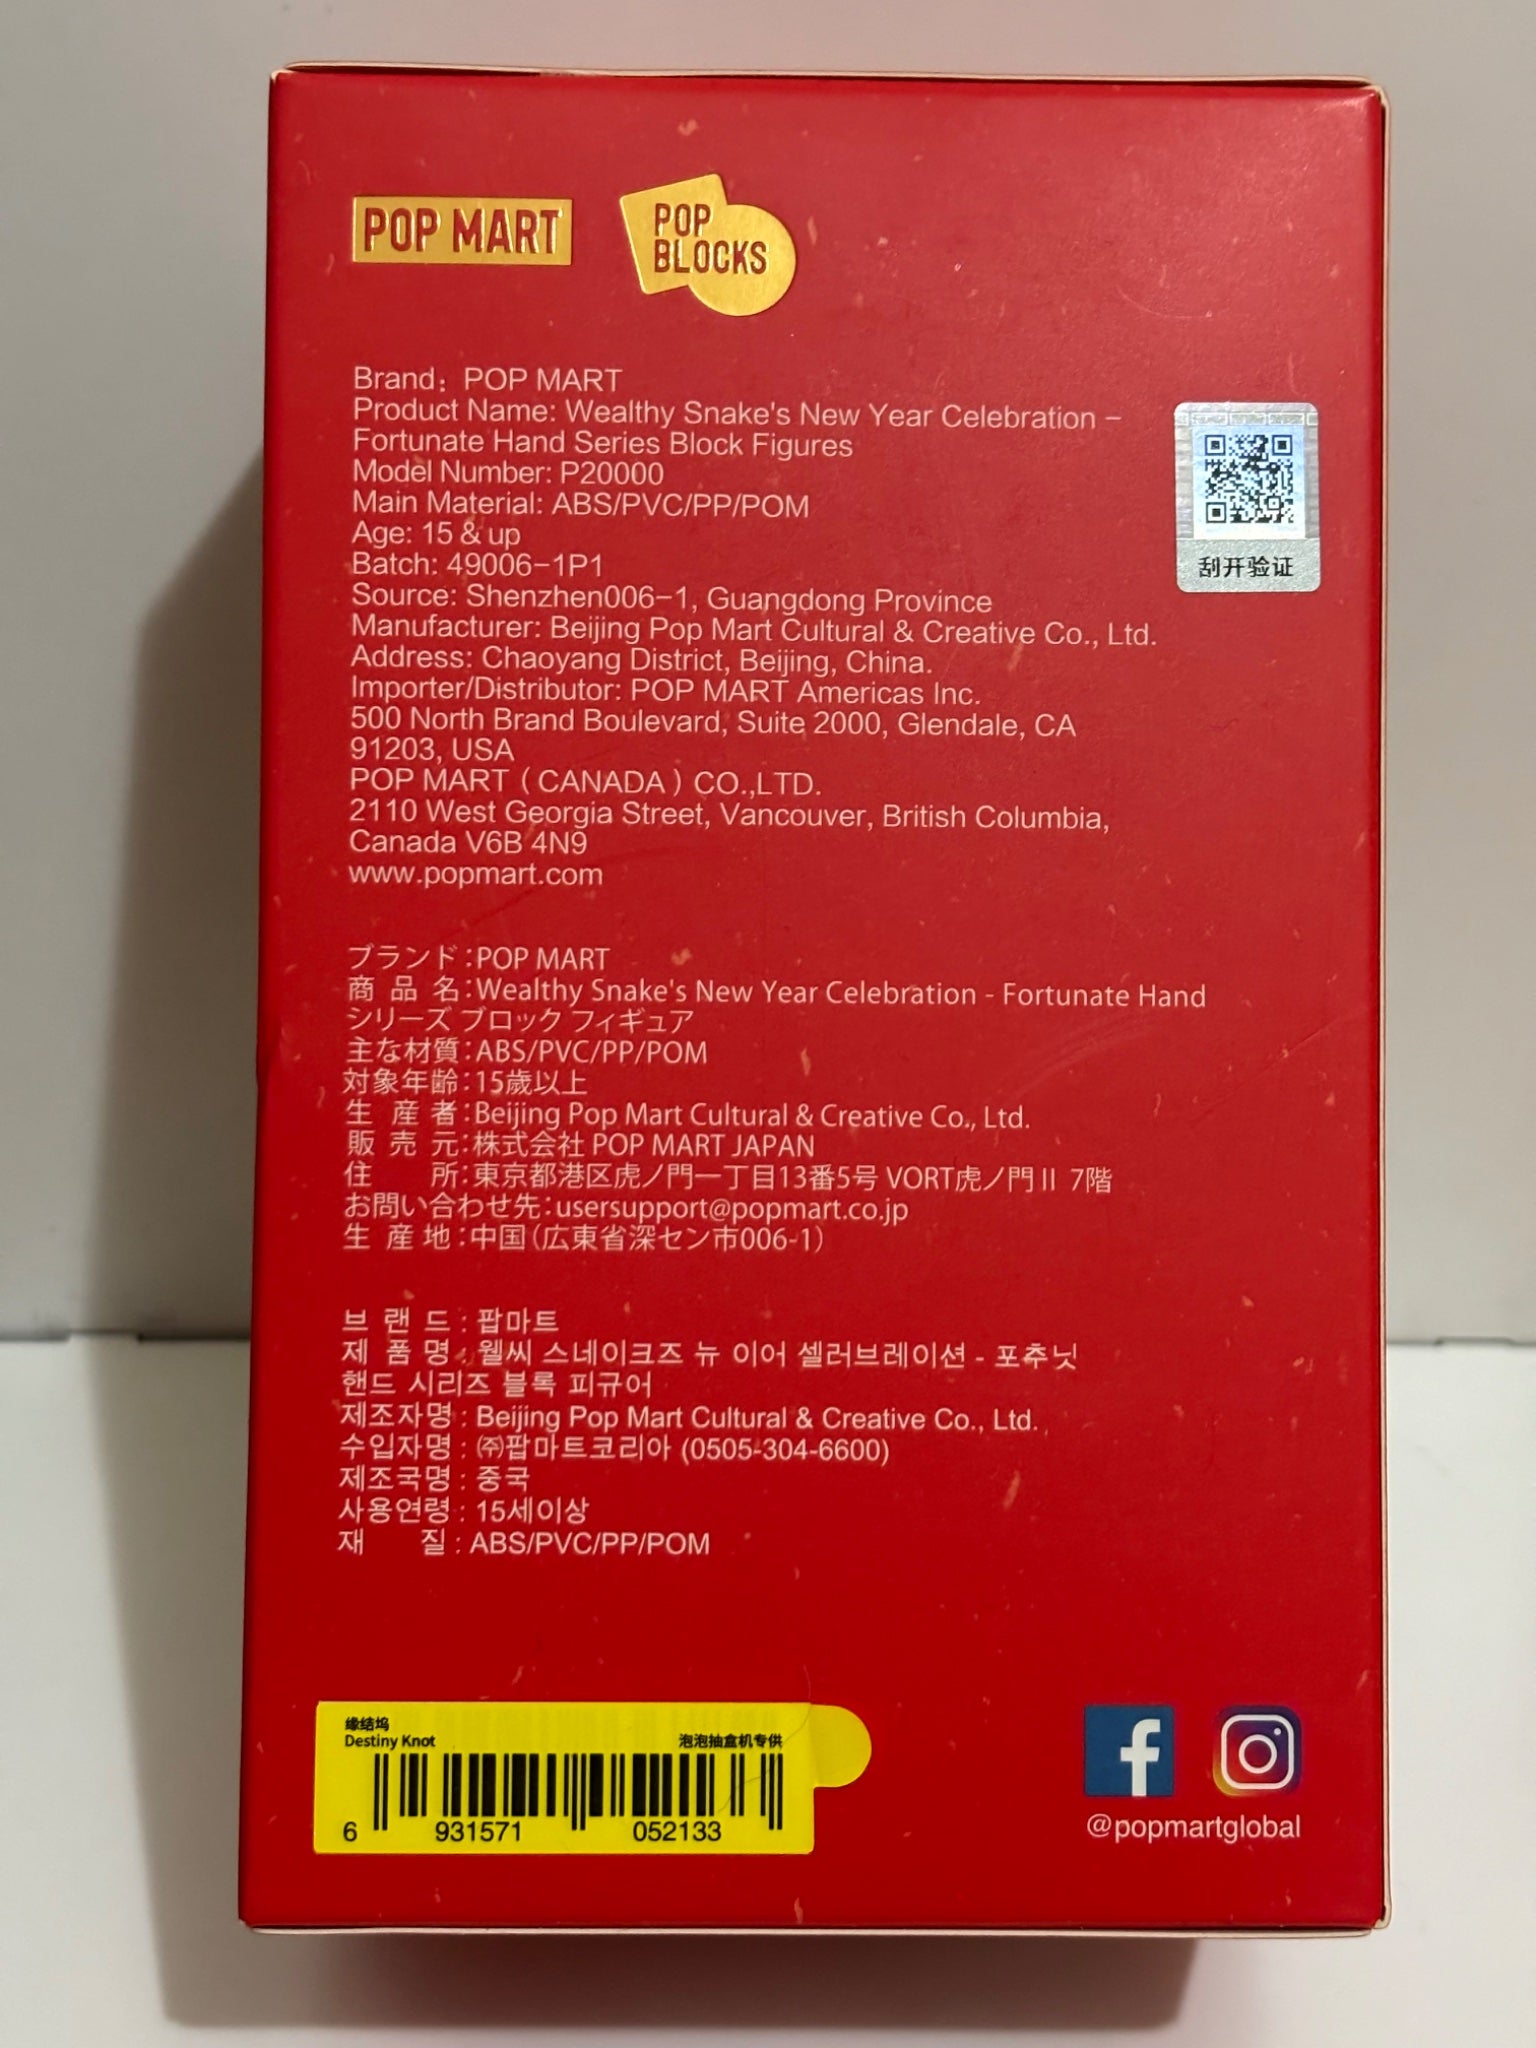 POP MART
POP
BLOCKS
Brand：POP MART
Product Name: Wealthy Snake's New Year Celebration –
Fortunate Hand Series Block Figures
Model Number: P20000
Main Material: ABS/PVC/PP/POM
Age: 15 & up
Batch: 49006–1P1
Source: Shenzhen006–1, Guangdong Province
Manufacturer: Beijing Pop Mart Cultural & Creative Co., Ltd.
Address: Chaoyang District, Beijing, China.
Importer/Distributor: POP MART Americas Inc.
500 North Brand Boulevard, Suite 2000, Glendale, CA
91203, USA
POP MART（CANADA）CO.,LTD.
2110 West Georgia Street, Vancouver, British Columbia,
Canada V6B 4N9
www.popmart.com
刮开验证
ブランド：POP MART
商 品 名：Wealthy Snake's New Year Celebration - Fortunate Hand
シリーズ ブロック フィギュア
主な材質：ABS/PVC/PP/POM
対象年齢：15歳以上
生 産 者：Beijing Pop Mart Cultural & Creative Co., Ltd.
販 売 元：株式会社 POP MART JAPAN
住 所：東京都港区虎ノ門一丁目13番5号 VORT虎ノ門Ⅱ 7階
お問い合わせ先：usersupport@popmart.co.jp
生 産 地：中国（広東省深セン市006-1）
브 랜 드 : 팝마트
제 품 명 : 웰씨 스네이크즈 뉴 이어 셀러브레이션 - 포추닛
핸드 시리즈 블록 피규어
제조자명 : Beijing Pop Mart Cultural & Creative Co., Ltd.
수입자명 : ㈜팝마트코리아 (0505-304-6600)
제조국명 : 중국
사용연령 : 15세이상
재 질 : ABS/PVC/PP/POM
缘结坞
Destiny Knot
泡泡抽盒机专供
6 931571 052133
@popmartglobal